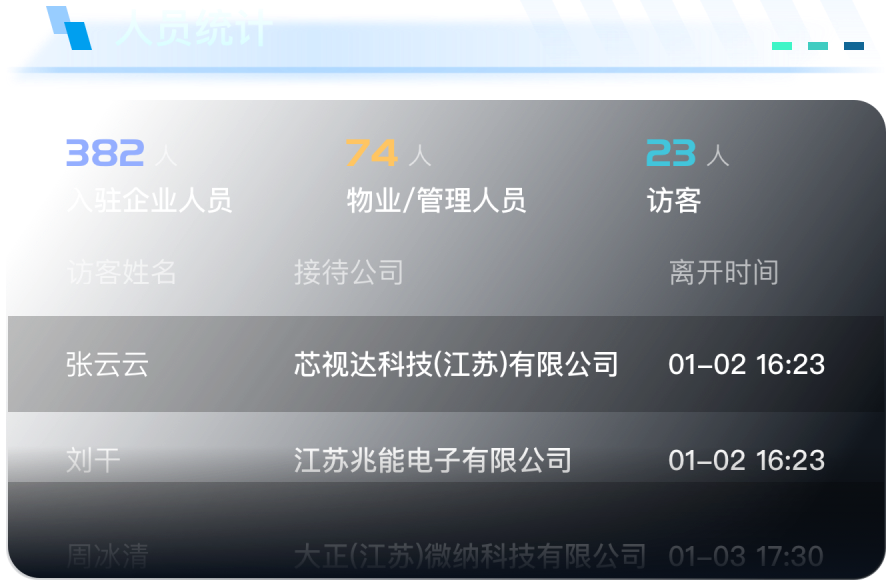 人员统计
382 人 74 人 23 人
入驻企业人员 物业/管理人员 访客
访客姓名 接待公司 离开时间
张云云 芯视达科技(江苏)有限公司 01-02 16:23
刘干 江苏兆能电子有限公司 01-02 16:23
周冰清 大正(江苏)微纳科技有限公司 01-03 17:30